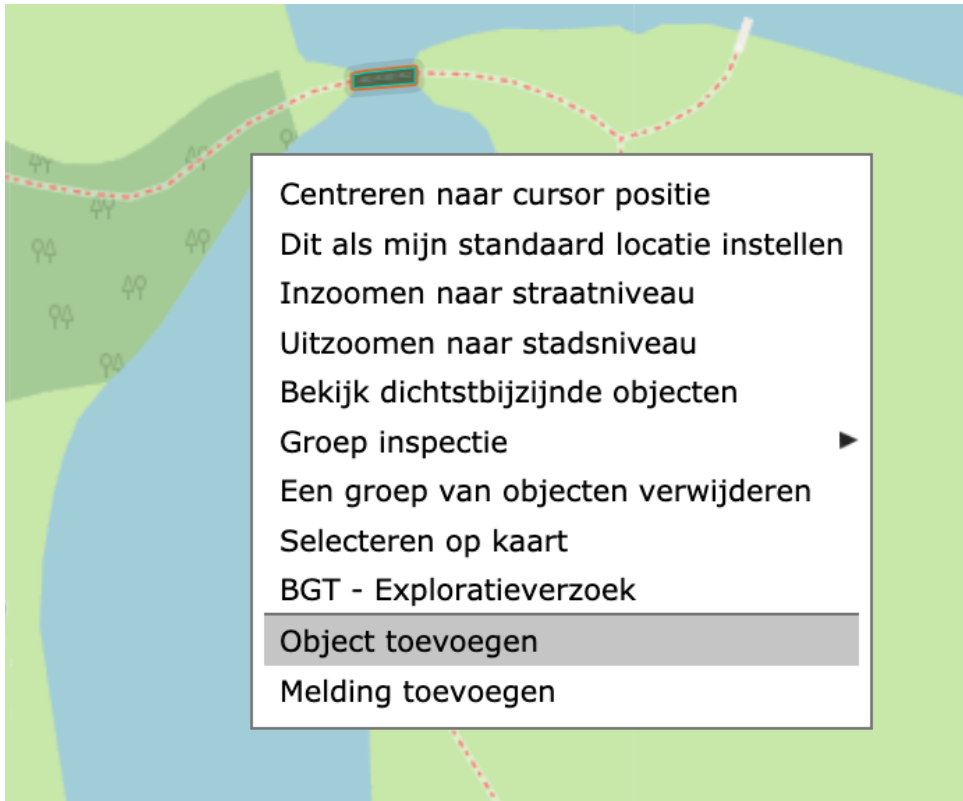 Centreren naar cursor positie
Dit als mijn standaard locatie instellen
Inzoomen naar straatniveau
Uitzoomen naar stadsniveau
Bekijk dichtstbijzijnde objecten
Groep inspectie
Een groep van objecten verwijderen
Selecteren op kaart
BGT - Exploratieverzoek
Object toevoegen
Melding toevoegen